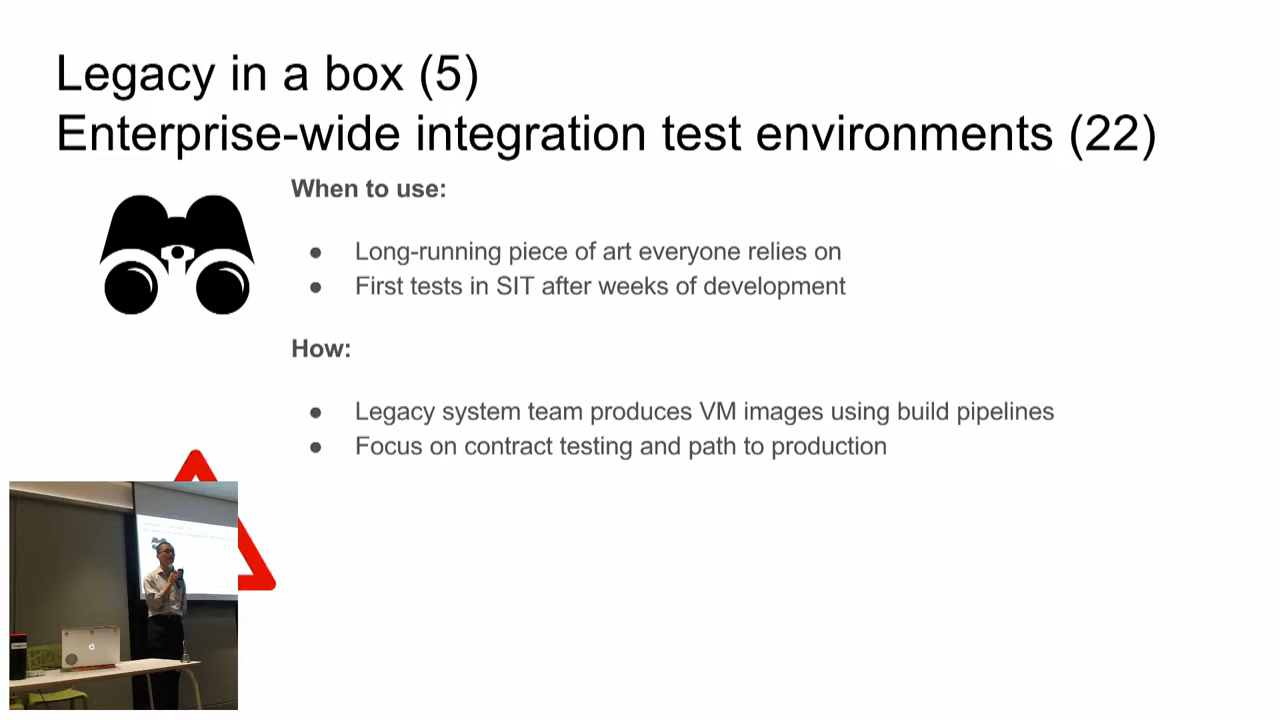 Legacy in a box (5)
Enterprise-wide integration test environments (22)
When to use:
● Long-running piece of art everyone relies on
● First tests in SIT after weeks of development
How:
● Legacy system team produces VM images using build pipelines
● Focus on contract testing and path to production